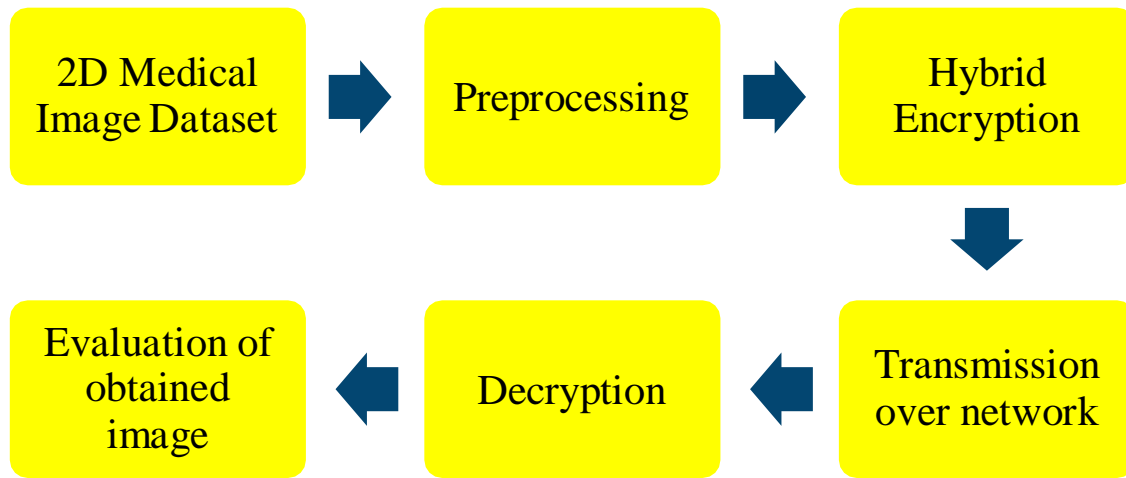 2D Medical
Image Dataset
Preprocessing
Hybrid
Encryption
Transmission
over network
Decryption
Evaluation of
obtained
image